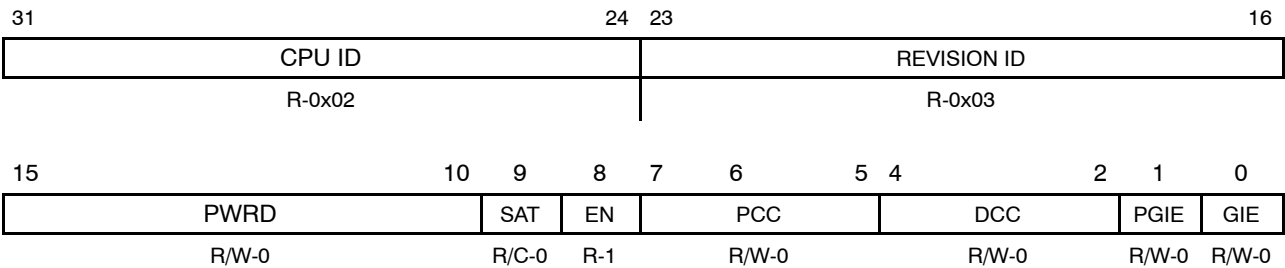 31 24 23 16
CPU ID REVISION ID
R-0x02 R-0x03
15 10 9 8 7 6 5 4 2 1 0
PWRD SAT EN PCC DCC PGIE GIE
R/W-0 R/C-0 R-1 R/W-0 R/W-0 R/W-0 R/W-0